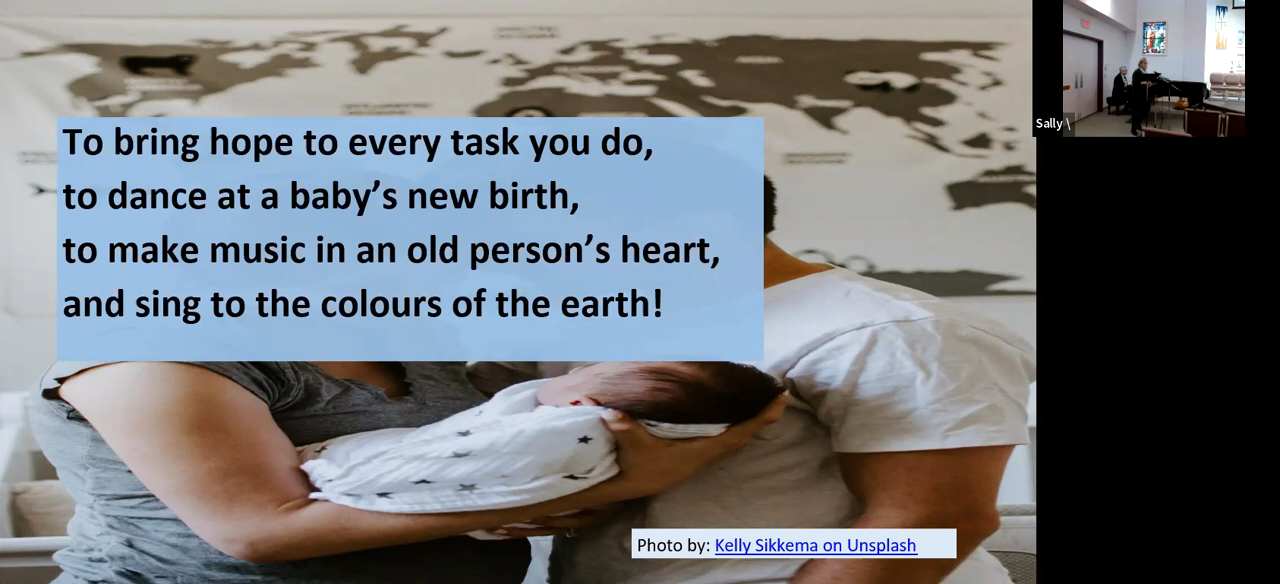 To bring hope to every task you do,
to dance at a baby’s new birth,
to make music in an old person’s heart,
and sing to the colours of the earth!
Photo by: Kelly Sikkema on Unsplash
Sally \